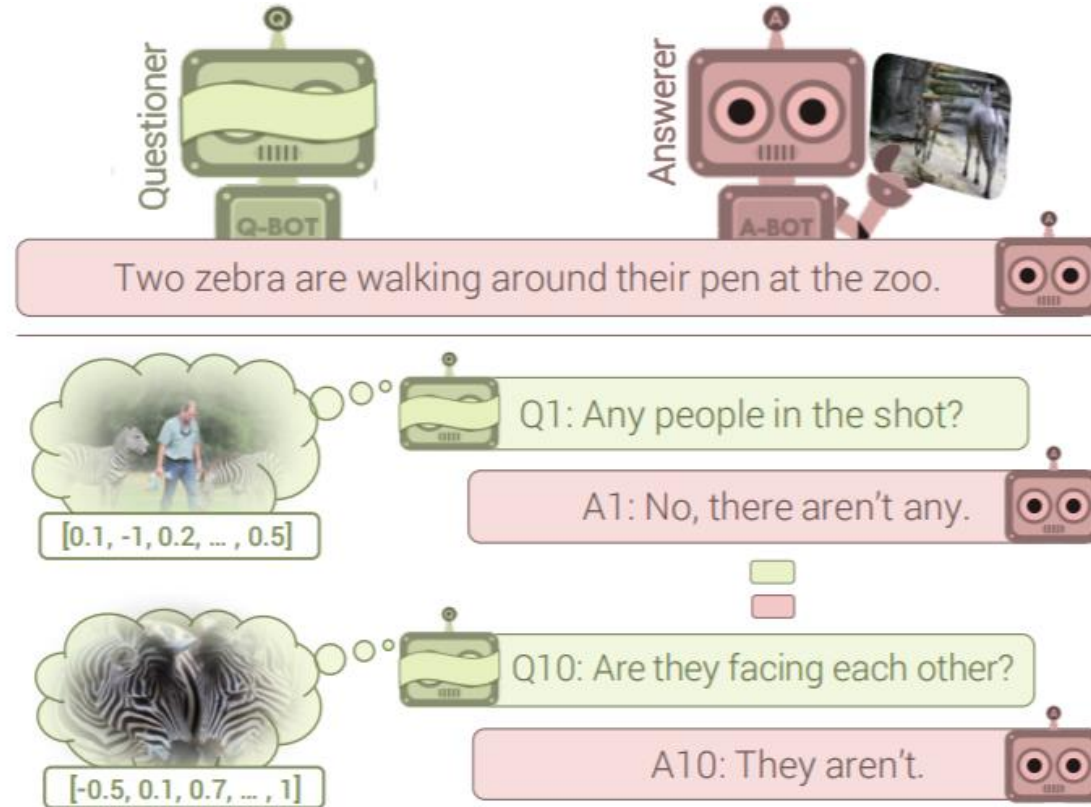 Q
A
Questioner
Answerer
Q-BOT
A-BOT
A
Two zebra are walking around their pen at the zoo.
Q
Q1: Any people in the shot?
A
A1: No, there aren't any.
[0.1, -1, 0.2, ... , 0.5]
Q
Q10: Are they facing each other?
A
A10: They aren't.
[-0.5, 0.1, 0.7, ... , 1]